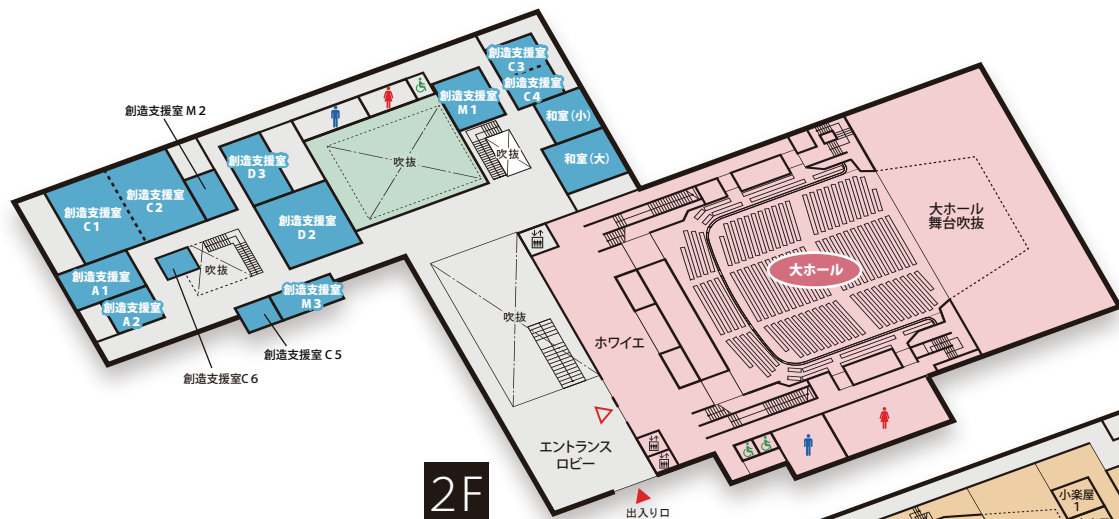 創造支援室
C3
創造支援室
C4
創造支援室
M1
和室(小)
和室(大)
吹抜
創造支援室 M 2
吹抜
創造支援室
D3
創造支援室
D2
創造支援室
C2
創造支援室
C1
創造支援室
A1
創造支援室
A2
吹抜
創造支援室
M3
創造支援室 C 5
創造支援室C 6
吹抜
ホワイエ
大ホール
大ホール
舞台吹抜
エントランス
ロビー
出入り口
2F
小楽屋
1